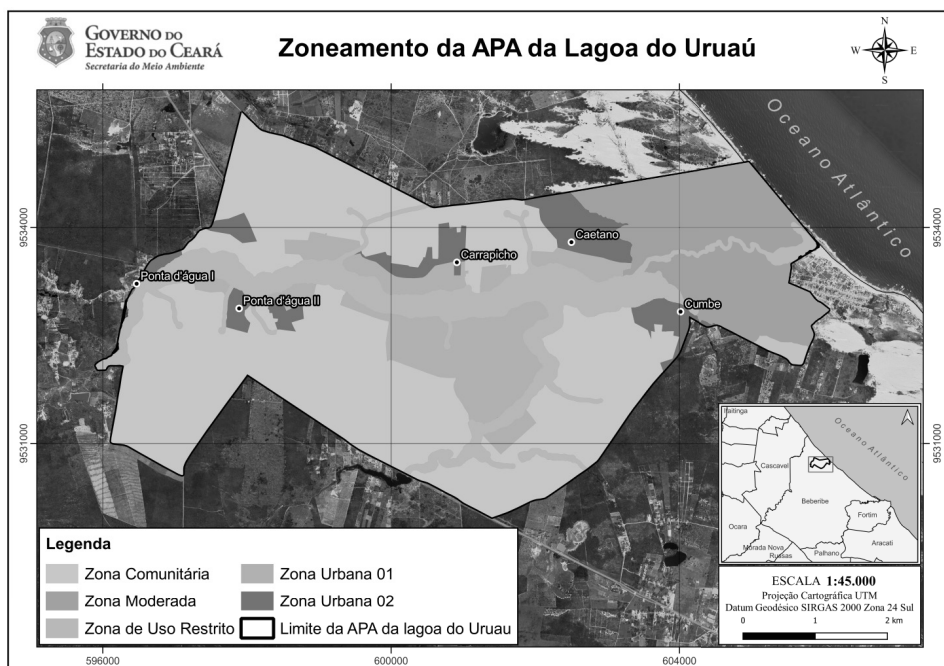 GOVERNO DO
ESTADO DO CEARÁ
Secretaria do Meio Ambiente
Zoneamento da APA da Lagoa do Uruaú
N
W E
S
Oceano Atlântico
9534000
9534000
Caetano
Carrapicho
Ponta d'água I
Ponta d'água II
Cumbe
9531000
9531000
Itaitinga
Oceano Atlântico
Cascavel
Beberibe
Fortim
Ocara
Aracati
Morada Nova
Russas
Palhano
Legenda
Zona Comunitária
Zona Urbana 01
Zona Moderada
Zona Urbana 02
Zona de Uso Restrito
Limite da APA da lagoa do Uruau
ESCALA 1:45.000
Projeção Cartográfica UTM
Datum Geodésico SIRGAS 2000 Zona 24 Sul
0 1 2 km
596000
600000
604000